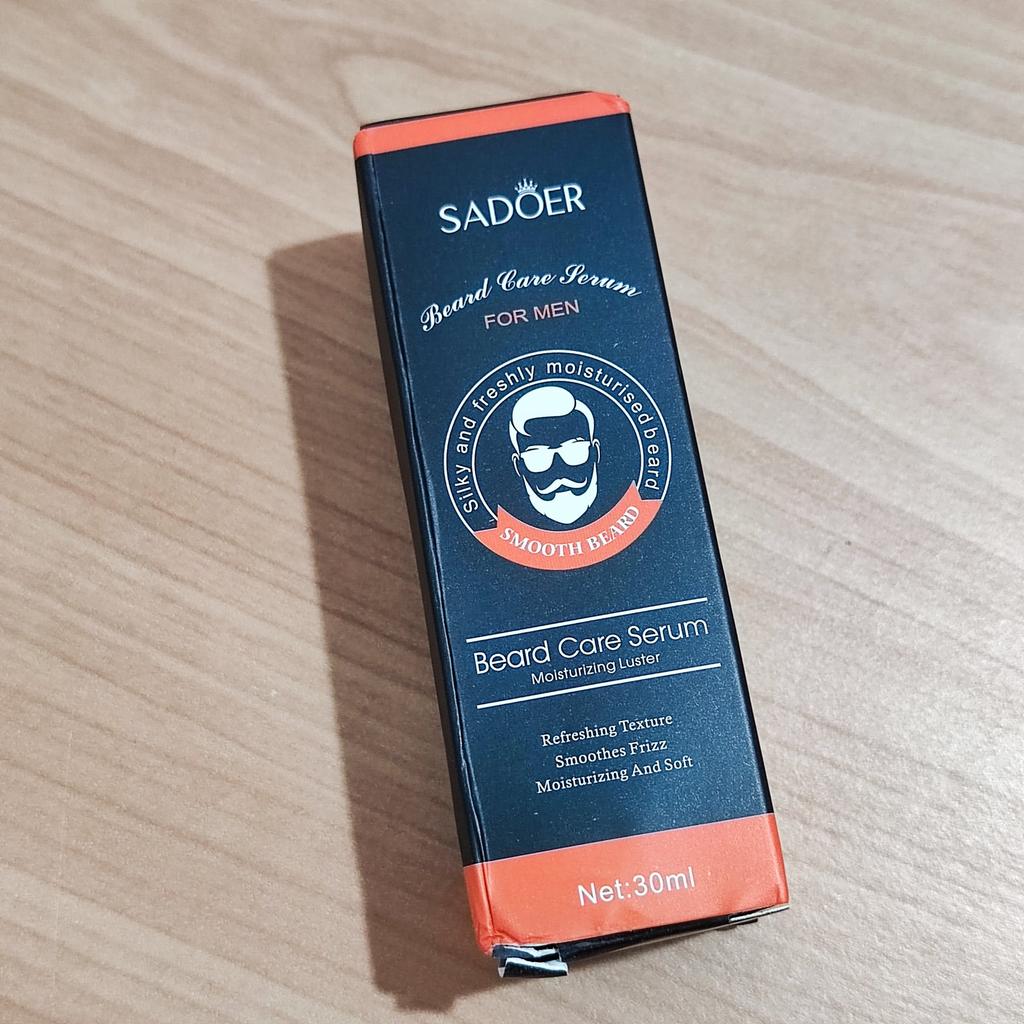 SADOER
Beard Care Serum
FOR MEN
Silky and freshly moisturised beard
SMOOTH BEARD
Beard Care Serum
Moisturizing Luster
Refreshing Texture
Smoothes Frizz
Moisturizing And Soft
Net:30ml